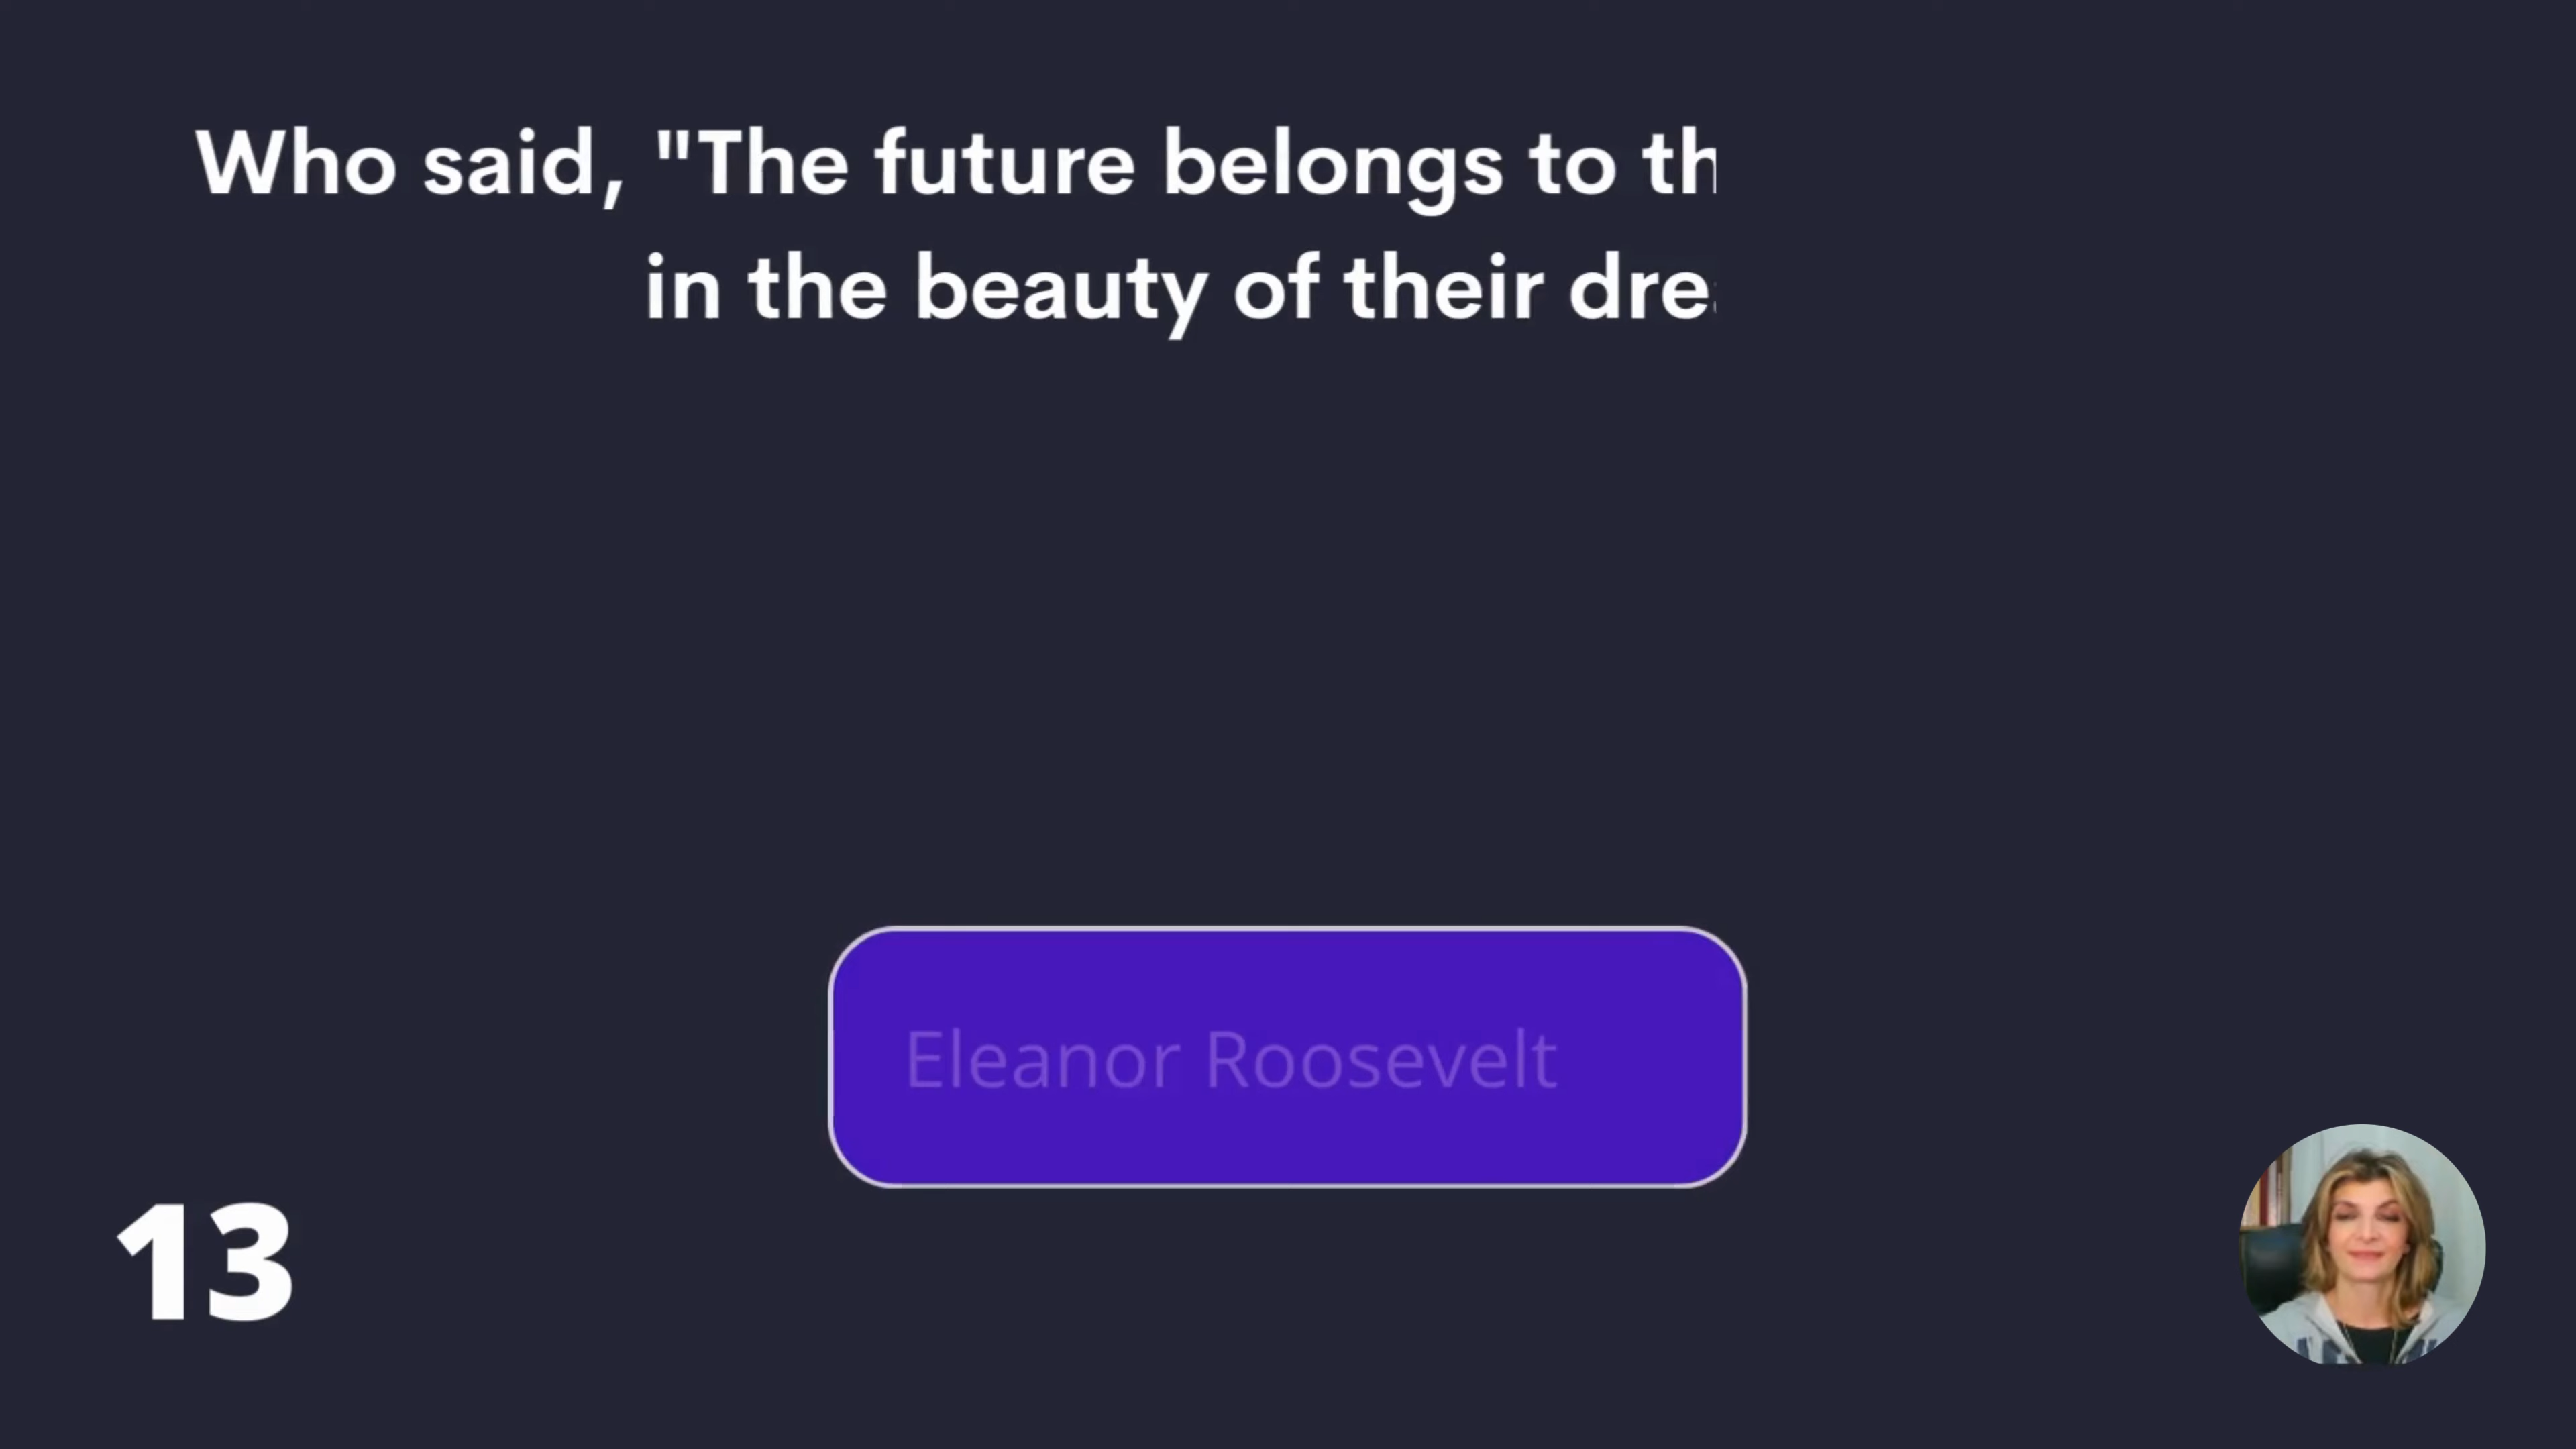 Who said, "The future belongs to th
in the beauty of their dre
Eleanor Roosevelt
13